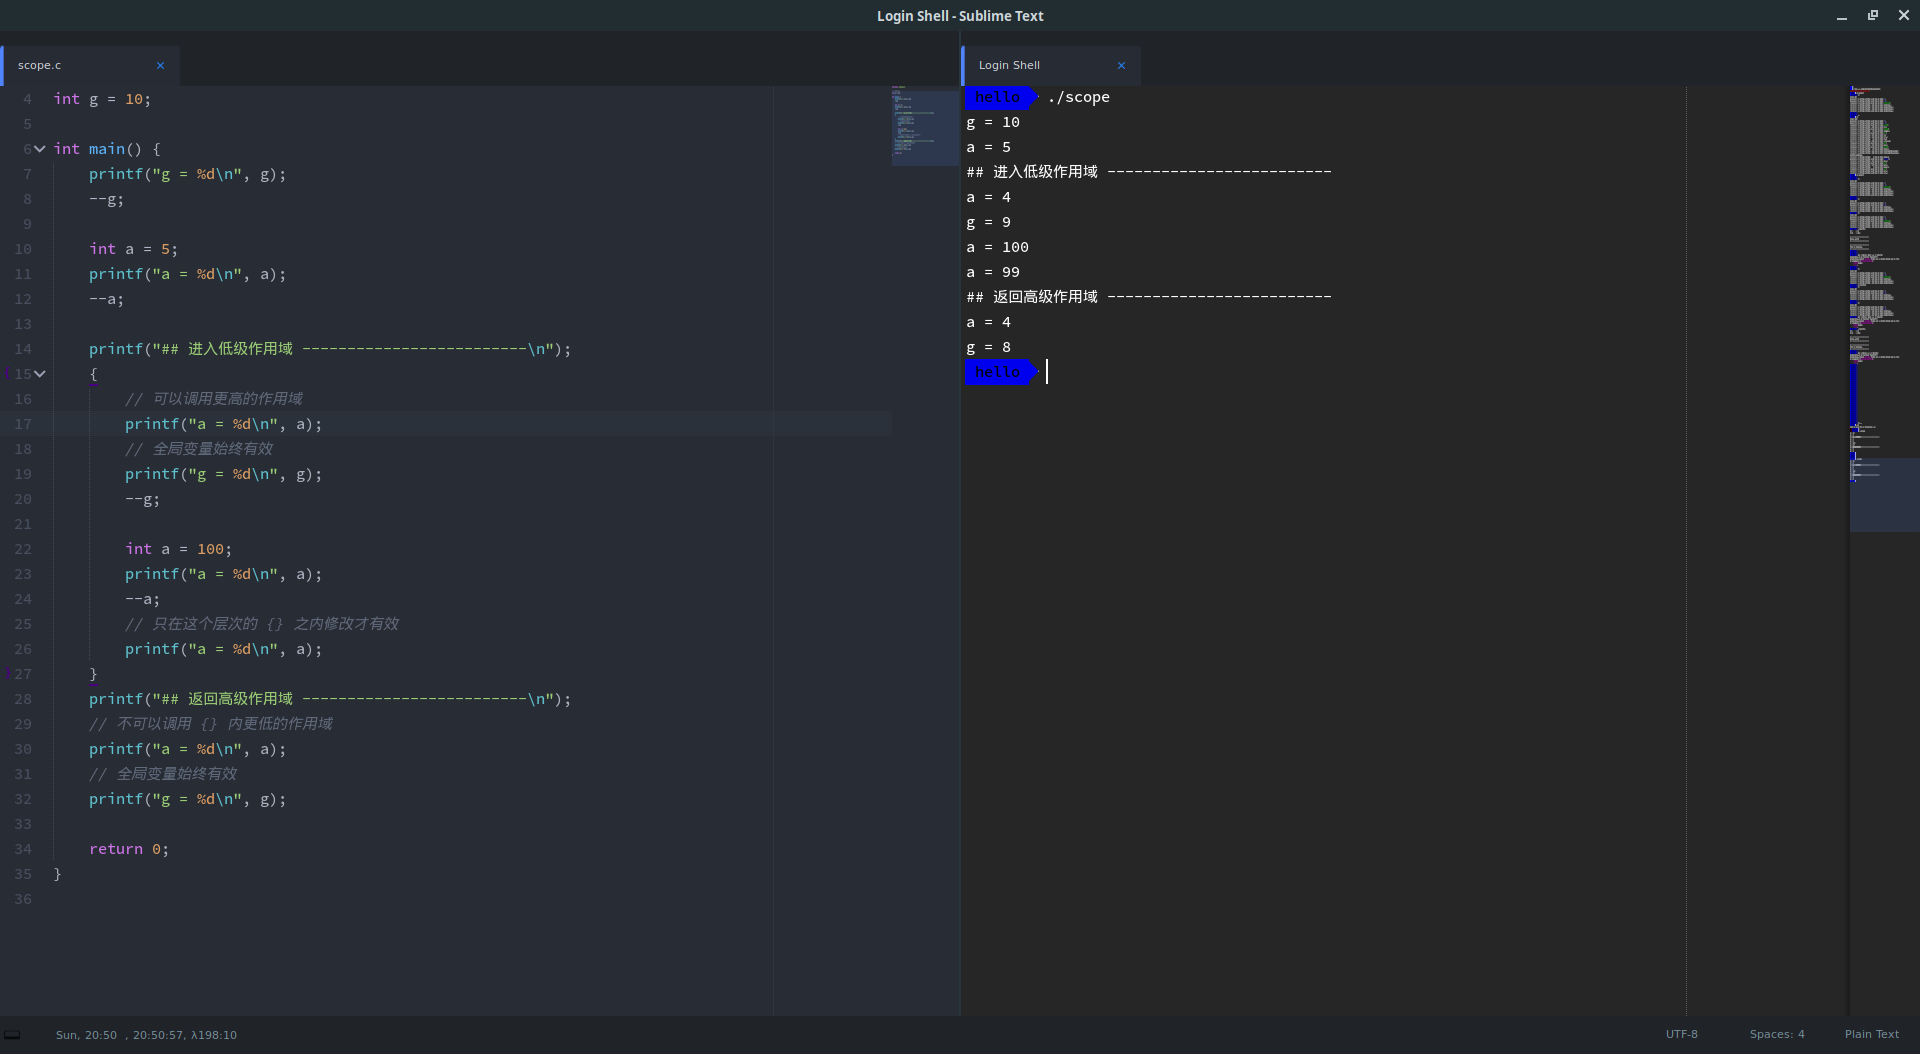 Login Shell - Sublime Text
scope.c ×
4 int g = 10;
5
6 int main() {
7     printf("g = %d\n", g);
8     --g;
9
10     int a = 5;
11     printf("a = %d\n", a);
12     --a;
13
14     printf("## 进入低级作用域 -------------------------\n");
15     {
16         // 可以调用更高的作用域
17         printf("a = %d\n", a);
18         // 全局变量始终有效
19         printf("g = %d\n", g);
20         --g;
21
22         int a = 100;
23         printf("a = %d\n", a);
24         --a;
25         // 只在这个层次的 {} 之内修改才有效
26         printf("a = %d\n", a);
27     }
28     printf("## 返回高级作用域 -------------------------\n");
29     // 不可以调用 {} 内更低的作用域
30     printf("a = %d\n", a);
31     // 全局变量始终有效
32     printf("g = %d\n", g);
33
34     return 0;
35 }
36
Login Shell ×
hello ./scope
g = 10
a = 5
## 进入低级作用域 -------------------------
a = 4
g = 9
a = 100
a = 99
## 返回高级作用域 -------------------------
a = 4
g = 8
hello
Sun, 20:50 , 20:50:57, λ198:10
UTF-8 Spaces: 4 Plain Text